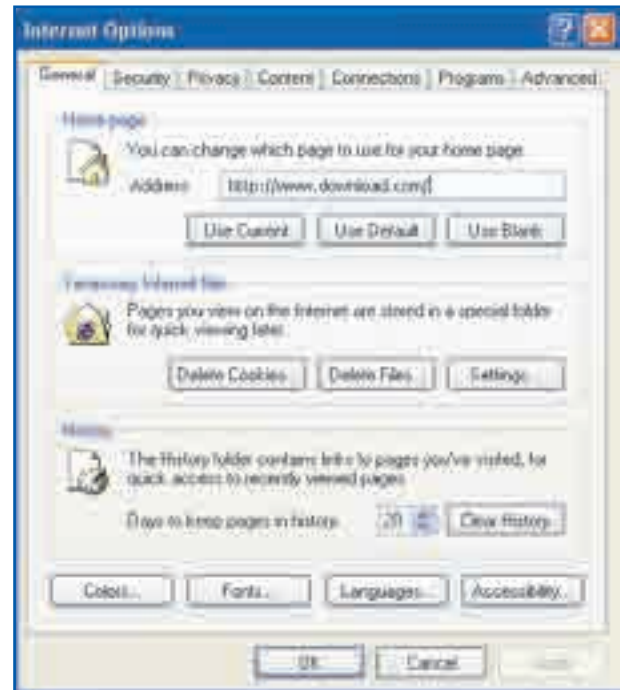 Internet Options
General Security Privacy Content Connections Programs Advanced
Home page
You can change which page to use for your home page.
Address: http://www.download.com/
Use Current Use Default Use Blank
Temporary Internet files
Pages you view on the Internet are stored in a special folder
for quick viewing later.
Delete Cookies... Delete Files... Settings...
History
The History folder contains links to pages you've visited, for
quick access to recently viewed pages.
Days to keep pages in history: 20 Clear History
Colors... Fonts... Languages... Accessibility...
OK Cancel Apply